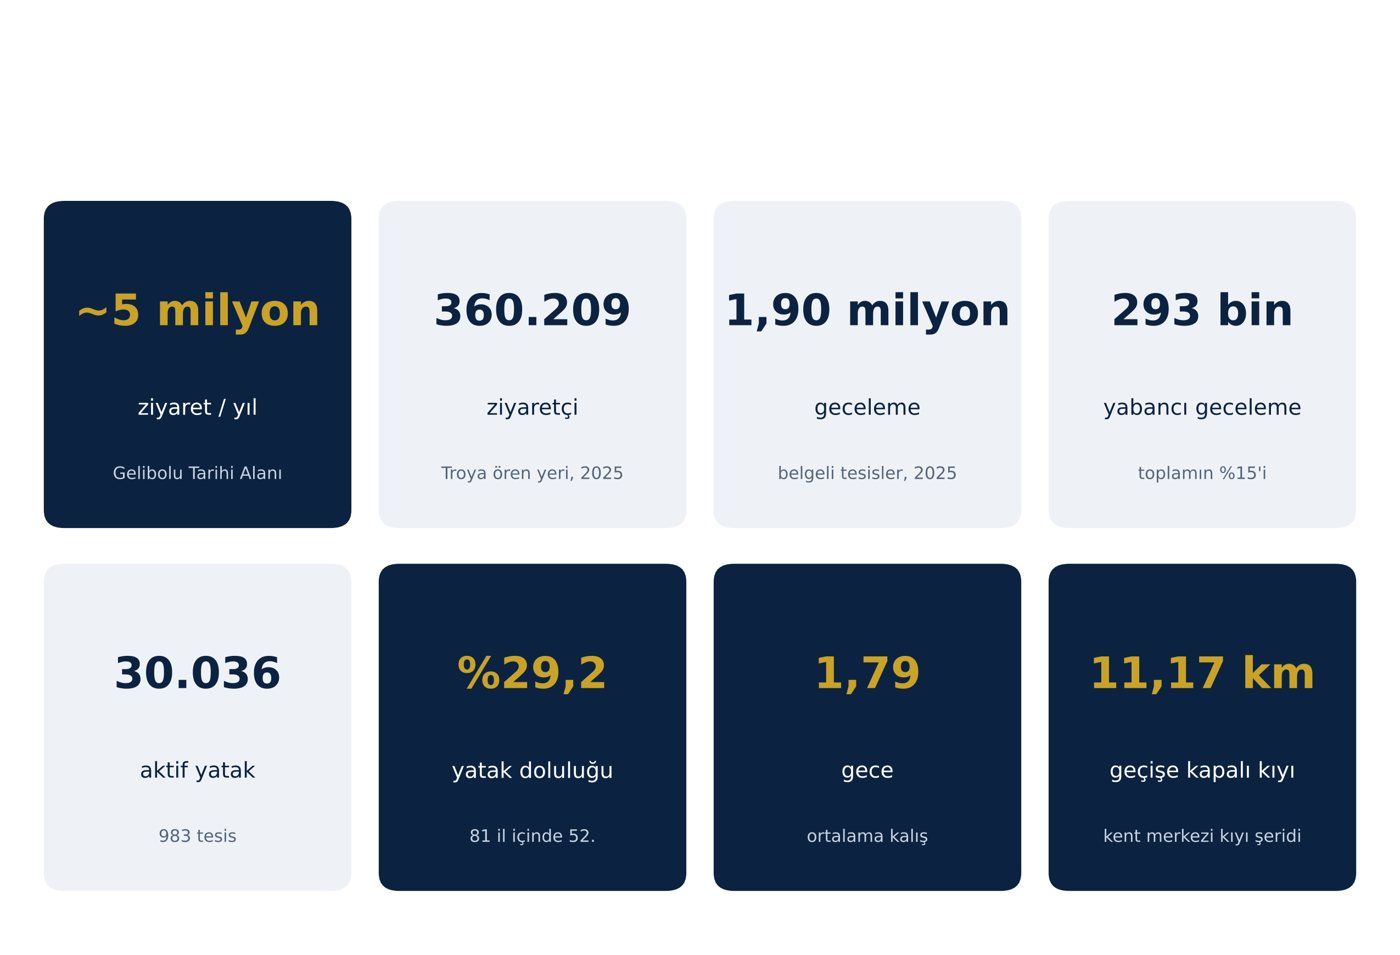 ~5 milyon
ziyaret / yıl
Gelibolu Tarihi Alanı
360.209
ziyaretçi
Troya ören yeri, 2025
1,90 milyon
geceleme
belgeli tesisler, 2025
293 bin
yabancı geceleme
toplamın %15'i
30.036
aktif yatak
983 tesis
%29,2
yatak doluluğu
81 il içinde 52.
1,79
gece
ortalama kalış
11,17 km
geçişe kapalı kıyı
kent merkezi kıyı şeridi